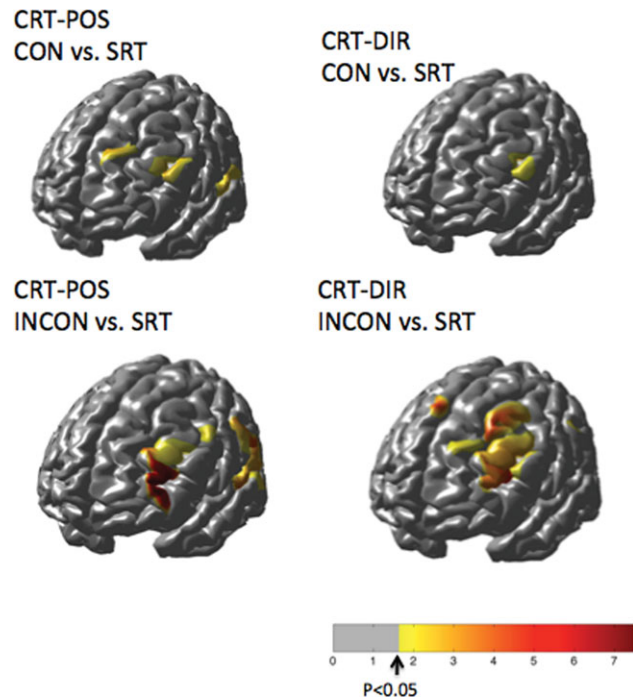 CRT-POS
CON vs. SRT
CRT-DIR
CON vs. SRT
CRT-POS
INCON vs. SRT
CRT-DIR
INCON vs. SRT
0 1 2 3 4 5 6 7
P<0.05